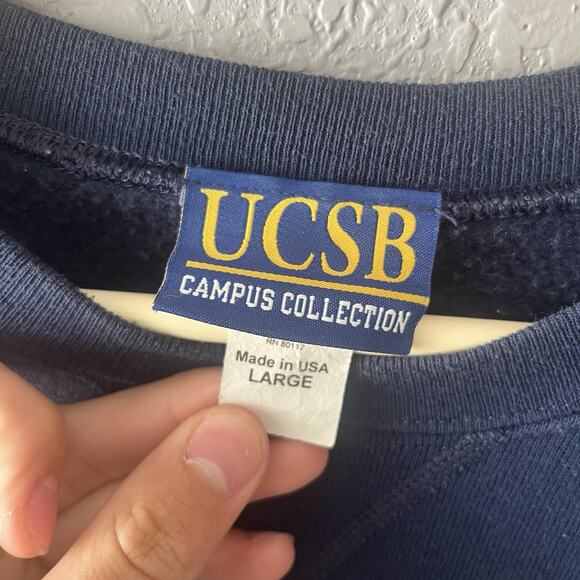 UCSB
CAMPUS COLLECTION
RN 80117
Made in USA
LARGE